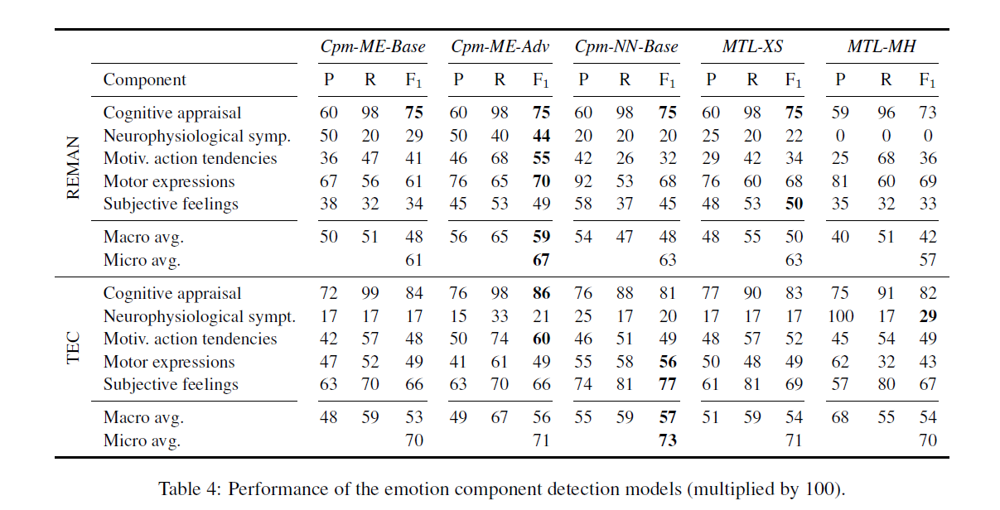 Cpm-ME-Base Cpm-ME-Adv Cpm-NN-Base MTL-XS MTL-MH
Component P R F1 P R F1 P R F1 P R F1 P R F1
REMAN
Cognitive appraisal 60 98 75 60 98 75 60 98 75 60 98 75 59 96 73
Neurophysiological symp. 50 20 29 50 40 44 20 20 20 25 20 22 0 0 0
Motiv. action tendencies 36 47 41 46 68 55 42 26 32 29 42 34 25 68 36
Motor expressions 67 56 61 76 65 70 92 53 68 76 60 68 81 60 69
Subjective feelings 38 32 34 45 53 49 58 37 45 48 53 50 35 32 33
Macro avg. 50 51 48 56 65 59 54 47 48 48 55 50 40 51 42
Micro avg. 61 67 63 63 57
TEC
Cognitive appraisal 72 99 84 76 98 86 76 88 81 77 90 83 75 91 82
Neurophysiological sympt. 17 17 17 15 33 21 25 17 20 17 17 17 100 17 29
Motiv. action tendencies 42 57 48 50 74 60 46 51 49 48 57 52 45 54 49
Motor expressions 47 52 49 41 61 49 55 58 56 50 48 49 62 32 43
Subjective feelings 63 70 66 63 70 66 74 81 77 61 81 69 57 80 67
Macro avg. 48 59 53 49 67 56 55 59 57 51 59 54 68 55 54
Micro avg. 70 71 73 71 70
Table 4: Performance of the emotion component detection models (multiplied by 100).